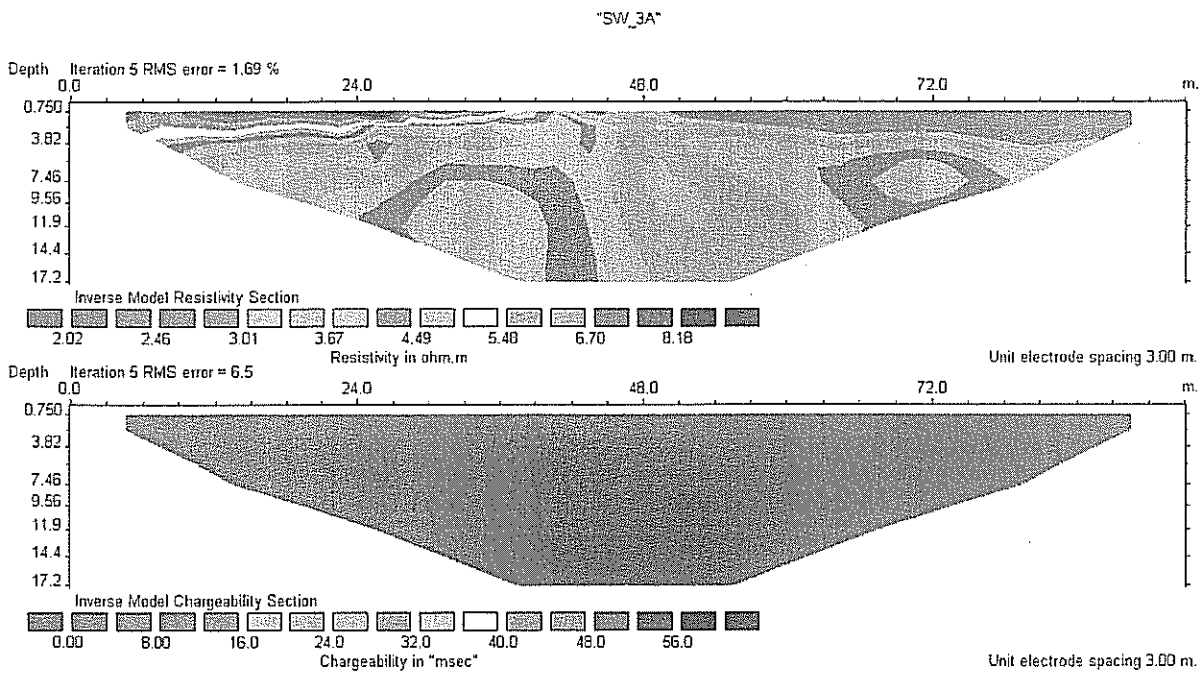 "SW_3A"
Depth Iteration 5 RMS error = 1.69 %
0.0 24.0 48.0 72.0 m.
0.750
3.82
7.46
9.56
11.9
14.4
17.2
Inverse Model Resistivity Section
2.02 2.46 3.01 3.67 4.49 5.48 6.70 8.18
Resistivity in ohm.m Unit electrode spacing 3.00 m.
Depth Iteration 5 RMS error = 6.5
0.0 24.0 48.0 72.0 m.
0.750
3.82
7.46
9.56
11.9
14.4
17.2
Inverse Model Chargeability Section
0.00 8.00 16.0 24.0 32.0 40.0 48.0 56.0
Chargeability in "msec" Unit electrode spacing 3.00 m.